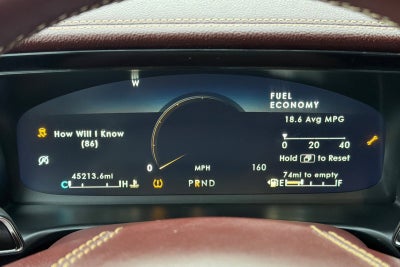 W
FUEL
ECONOMY
18.6 Avg MPG
How Will I Know
(86)
0 20 40
0 MPH 160
Hold to Reset
45213.6mi
74mi to empty
C H
PRND
E F